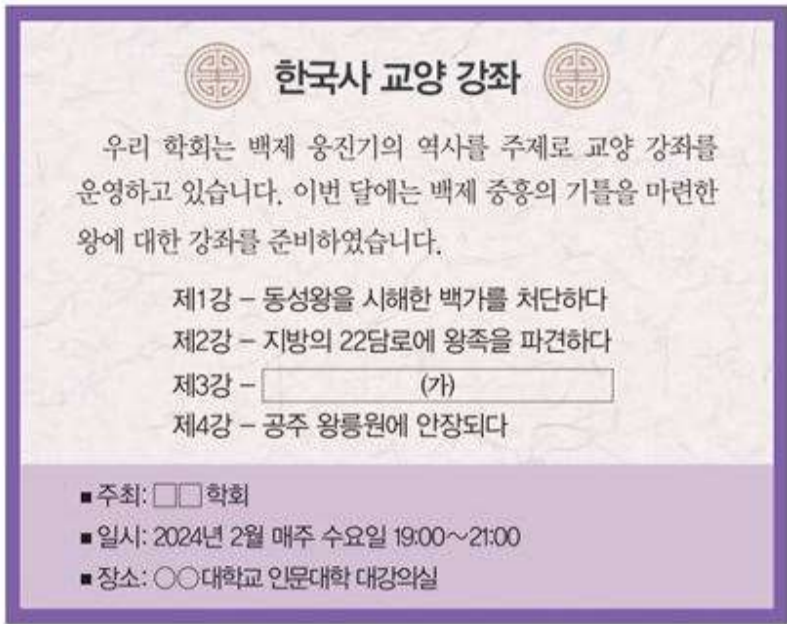 한국사 교양 강좌
우리 학회는 백제 웅진기의 역사를 주제로 교양 강좌를
운영하고 있습니다. 이번 달에는 백제 중흥의 기틀을 마련한
왕에 대한 강좌를 준비하였습니다.
제1강 – 동성왕을 시해한 백가를 처단하다
제2강 – 지방의 22담로에 왕족을 파견하다
제3강 – (가)
제4강 – 공주 왕릉원에 안장되다
■ 주최: □□학회
■ 일시: 2024년 2월 매주 수요일 19:00～21:00
■ 장소: ○○대학교 인문대학 대강의실